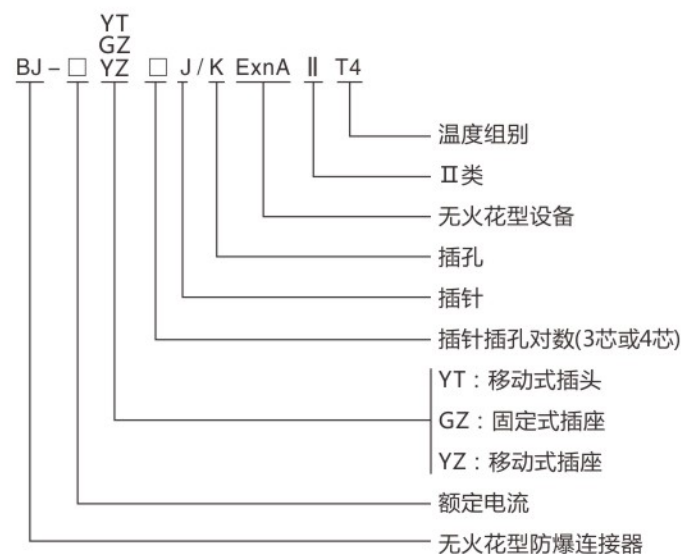 YT
GZ
BJ-□ YZ □ J/K ExnA Ⅱ T4
温度组别
Ⅱ类
无火花型设备
插孔
插针
插针插孔对数(3芯或4芯)
YT：移动式插头
GZ：固定式插座
YZ：移动式插座
额定电流
无火花型防爆连接器